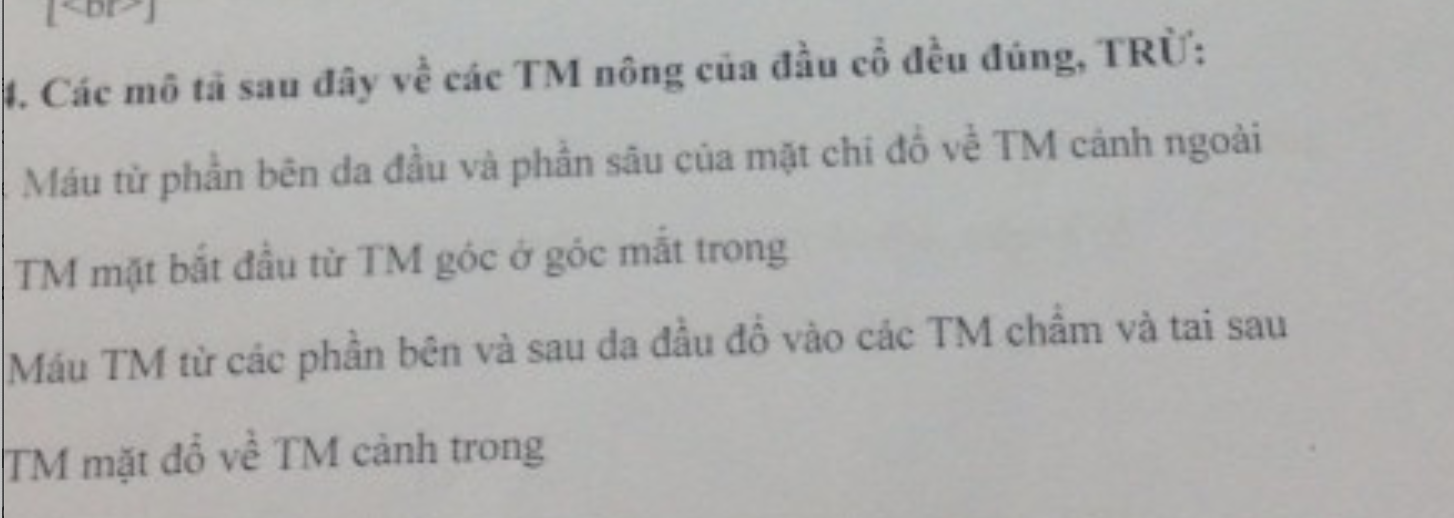 [<br>]
4. Các mô tả sau đây về các TM nông của đầu cổ đều đúng, TRỪ:
Máu từ phần bên da đầu và phần sâu của mặt chỉ đổ về TM cảnh ngoài
TM mặt bắt đầu từ TM góc ở góc mắt trong
Máu TM từ các phần bên và sau da đầu đổ vào các TM chẩm và tai sau
TM mặt đổ về TM cảnh trong